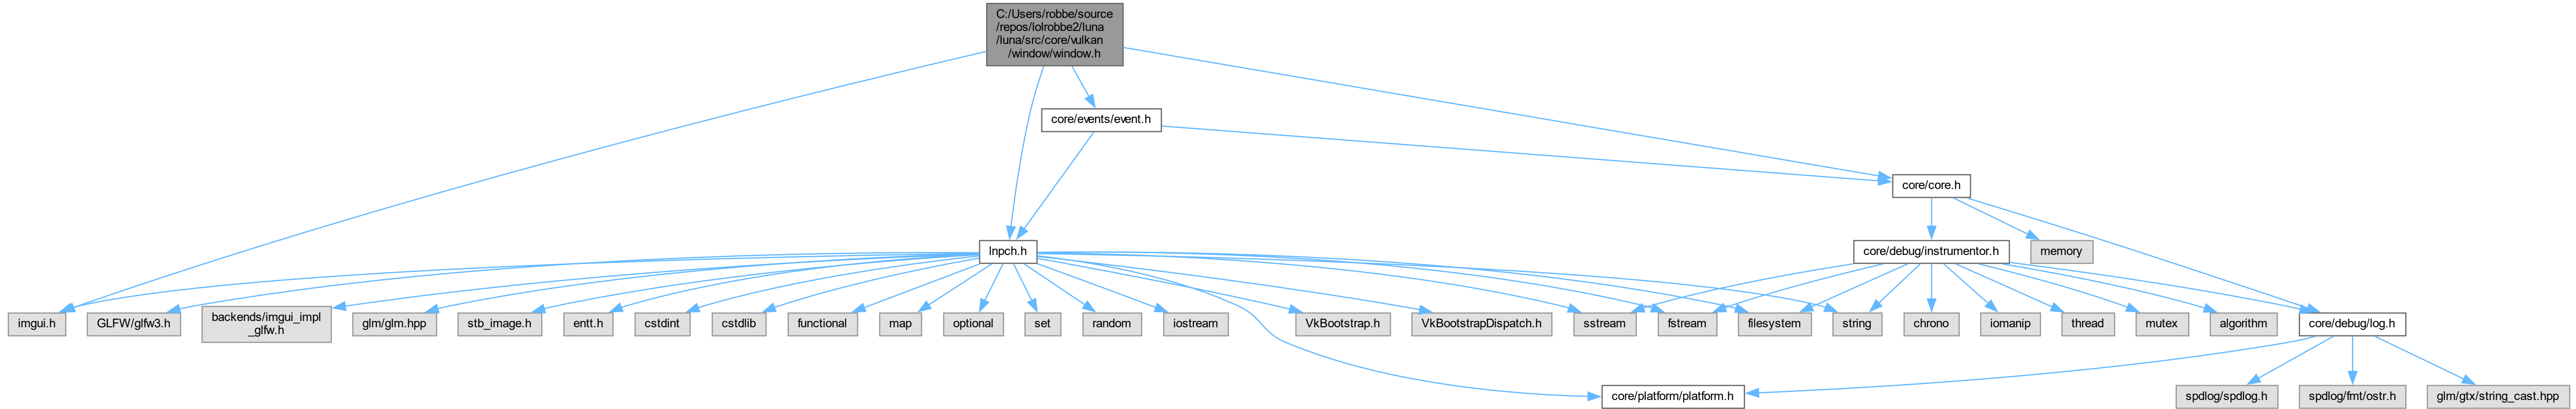 C:/Users/robbe/source
/repos/lolrobbe2/luna
/luna/src/core/vulkan
/window/window.h
core/events/event.h
core/core.h
lnpch.h
core/debug/instrumentor.h
memory
imgui.h
GLFW/glfw3.h
backends/imgui_impl
_glfw.h
glm/glm.hpp
stb_image.h
entt.h
cstdint
cstdlib
functional
map
optional
set
random
iostream
VkBootstrap.h
VkBootstrapDispatch.h
sstream
fstream
filesystem
string
chrono
iomanip
thread
mutex
algorithm
core/debug/log.h
core/platform/platform.h
spdlog/spdlog.h
spdlog/fmt/ostr.h
glm/gtx/string_cast.hpp